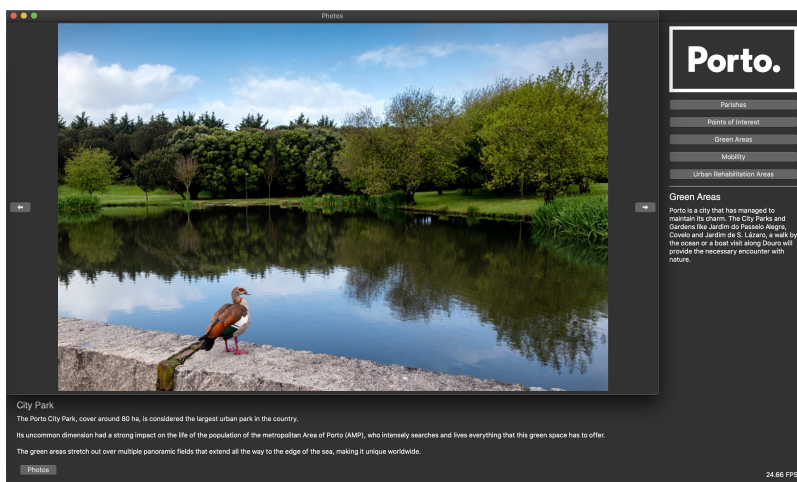 Photos
Porto.
Parishes
Points of Interest
Green Areas
Mobility
Urban Rehabilitation Areas
Green Areas
Porto is a city that has managed to
maintain its charm. The City Parks and
Gardens like Jardim do Passeio Alegre,
Covelo and Jardim de S. Lázaro, a walk by
the ocean or a boat visit along Douro will
provide the necessary encounter with
nature.
City Park
The Porto City Park, cover around 80 ha, is considered the largest urban park in the country.
Its uncommon dimension had a strong impact on the life of the population of the metropolitan Area of Porto (AMP), who intensely searches and lives everything that this green space has to offer.
The green areas stretch out over multiple panoramic fields that extend all the way to the edge of the sea, making it unique worldwide.
Photos
24.66 FPS